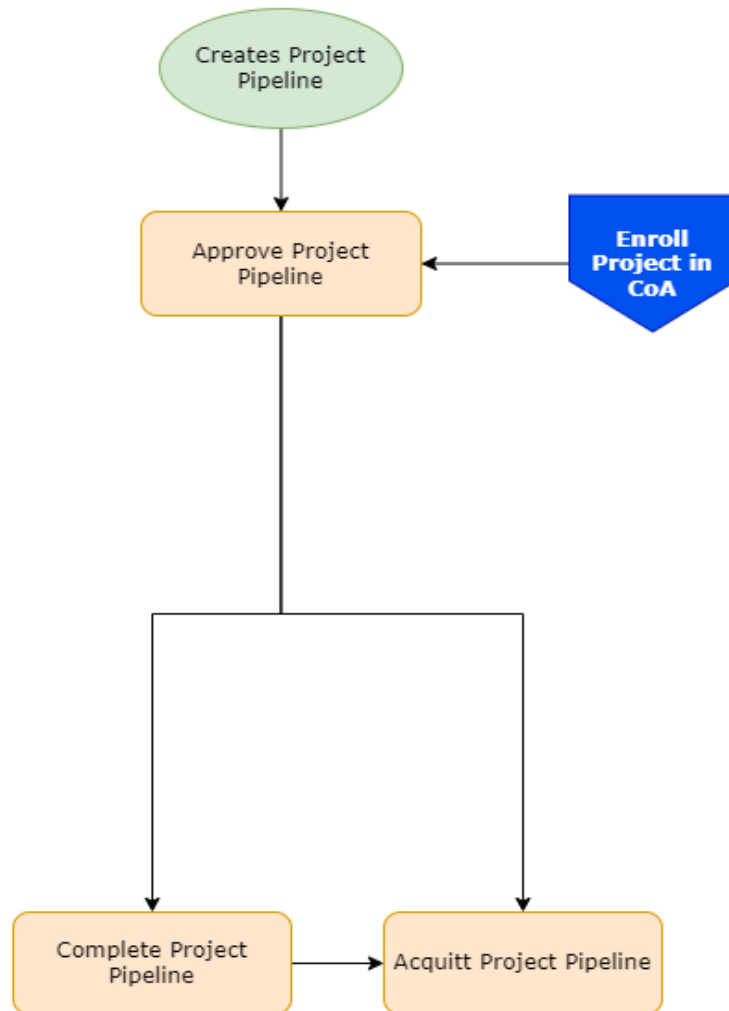 Creates Project
Pipeline
Approve Project
Pipeline
Enroll
Project in
CoA
Complete Project
Pipeline
Acquitt Project Pipeline